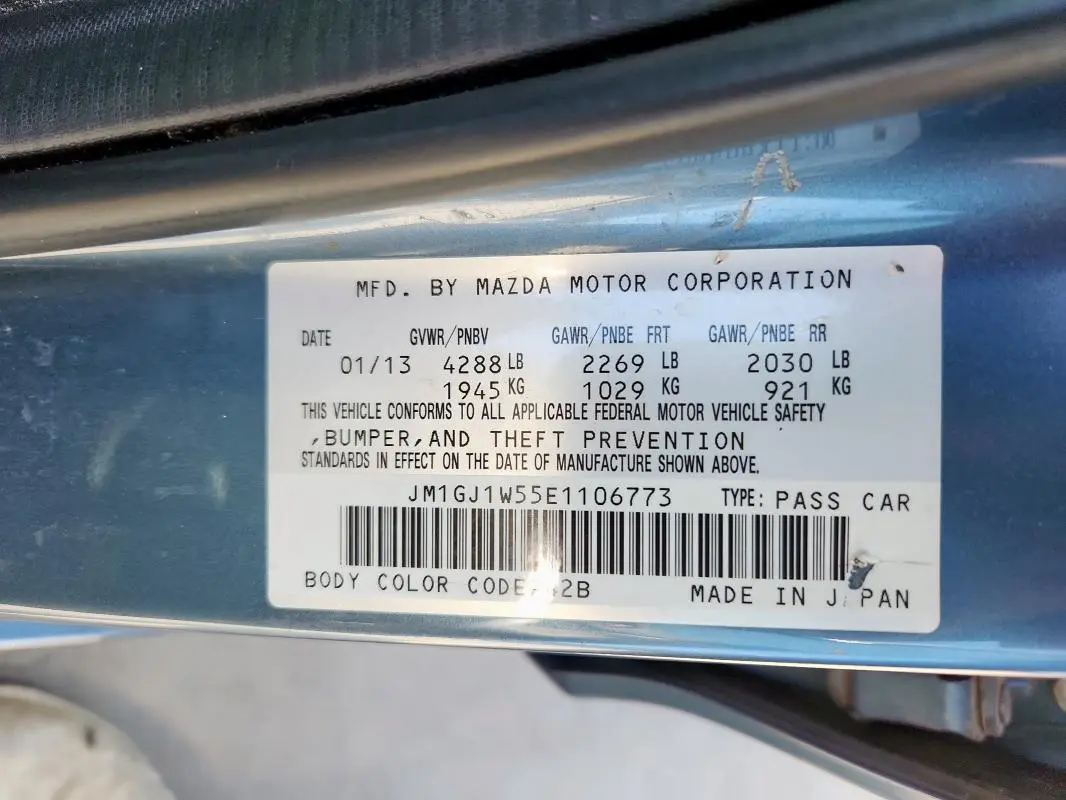 MFD. BY MAZDA MOTOR CORPORATION
DATE GVWR/PNBV GAWR/PNBE FRT GAWR/PNBE RR
01/13 4288 LB 2269 LB 2030 LB
1945 KG 1029 KG 921 KG
THIS VEHICLE CONFORMS TO ALL APPLICABLE FEDERAL MOTOR VEHICLE SAFETY
,BUMPER,AND THEFT PREVENTION
STANDARDS IN EFFECT ON THE DATE OF MANUFACTURE SHOWN ABOVE.
JM1GJ1W55E1106773 TYPE: PASS CAR
BODY COLOR CODE:42B
MADE IN JAPAN